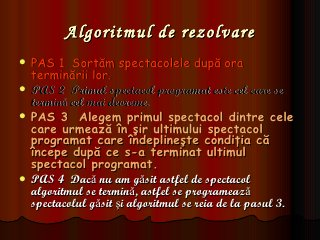 Algoritmul de rezolvare
PAS 1 Sortăm spectacolele după ora
terminării lor.
PAS 2 Primul spectacol programat este cel care se
termină cel mai devreme.
PAS 3 Alegem primul spectacol dintre cele
care urmează în şir ultimului spectacol
programat care îndeplineşte condiţia că
începe după ce s-a terminat ultimul
spectacol programat.
PAS 4 Dacă nu am găsit astfel de spectacol
algoritmul se termină, astfel se programează
spectacolul găsit şi algoritmul se reia de la pasul 3.